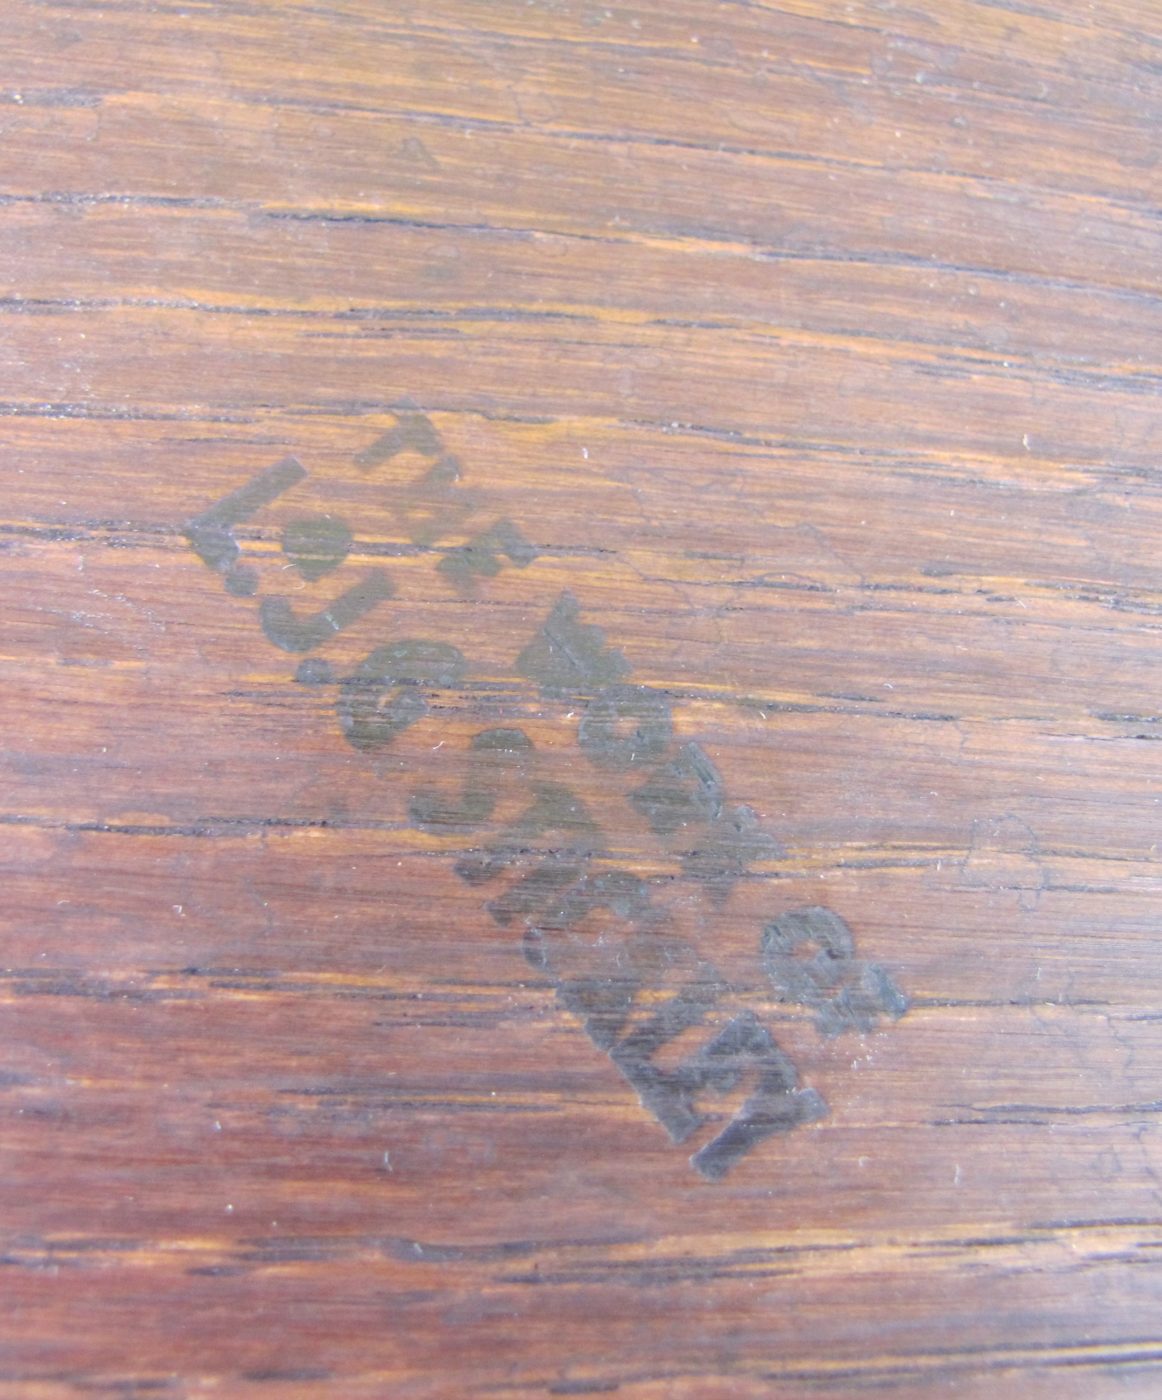 THE WORK OF
L. & J. G. STICKLEY